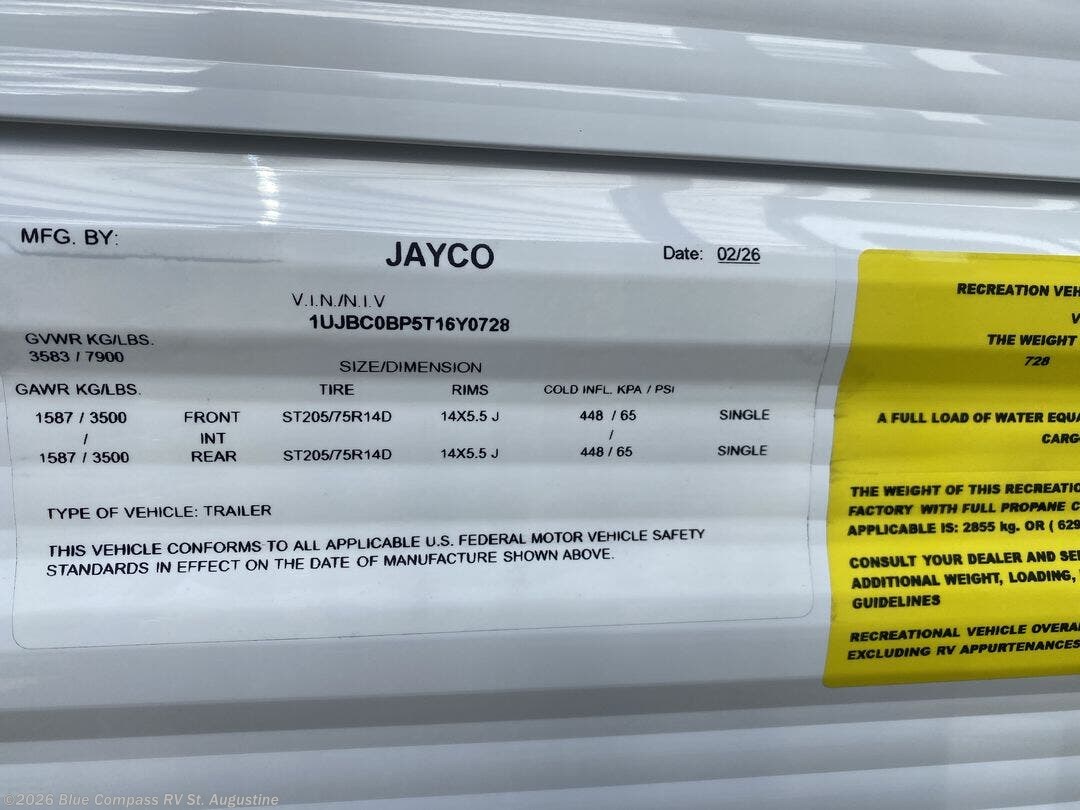 MFG. BY:
JAYCO
Date: 02/26
V.I.N./N.I.V
1UJBC0BP5T16Y0728
GVWR KG/LBS.
3583 / 7900
SIZE/DIMENSION
GAWR KG/LBS. TIRE RIMS COLD INFL. KPA / PSI
1587 / 3500 FRONT ST205/75R14D 14X5.5 J 448 / 65 SINGLE
/ INT /
1587 / 3500 REAR ST205/75R14D 14X5.5 J 448 / 65 SINGLE
TYPE OF VEHICLE: TRAILER
THIS VEHICLE CONFORMS TO ALL APPLICABLE U.S. FEDERAL MOTOR VEHICLE SAFETY
STANDARDS IN EFFECT ON THE DATE OF MANUFACTURE SHOWN ABOVE.
RECREATION VEH
V
THE WEIGHT
728
A FULL LOAD OF WATER EQUA
CARG
THE WEIGHT OF THIS RECREATIO
FACTORY WITH FULL PROPANE C
APPLICABLE IS: 2855 kg. OR ( 629
CONSULT YOUR DEALER AND SE
ADDITIONAL WEIGHT, LOADING,
GUIDELINES
RECREATIONAL VEHICLE OVERA
EXCLUDING RV APPURTENANCES
©2026 Blue Compass RV St. Augustine